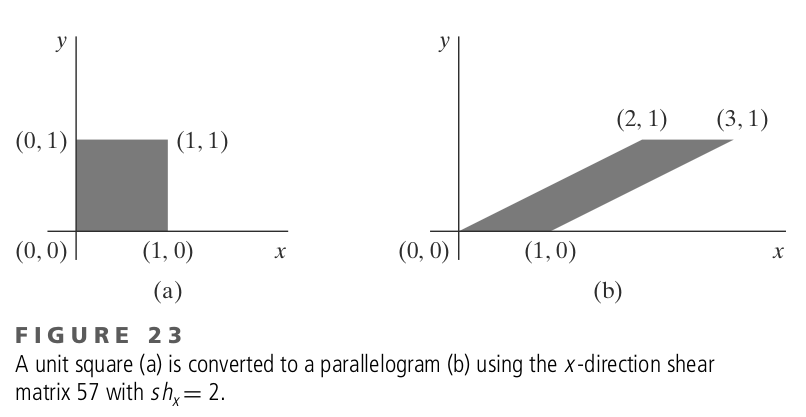 y
y
(2, 1)
(3, 1)
(0, 1)
(1, 1)
(0, 0)
(1, 0)
x
(0, 0)
(1, 0)
x
(a)
(b)
FIGURE 23
A unit square (a) is converted to a parallelogram (b) using the x-direction shear
matrix 57 with shₓ = 2.